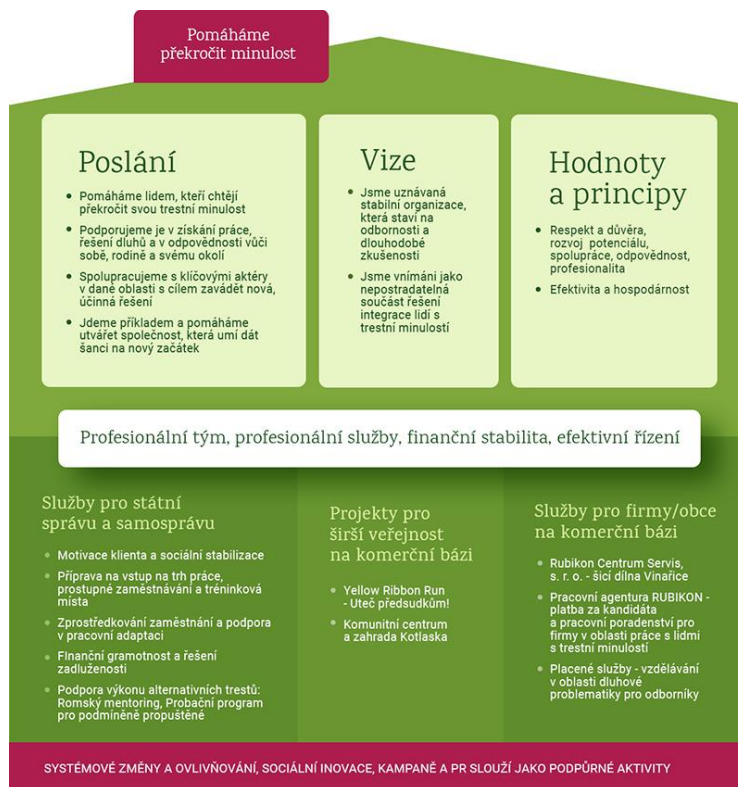 Pomáháme
překročit minulost
Poslání
• Pomáháme lidem, kteří chtějí
překročit svou trestní minulost
• Podporujeme je v získání práce,
řešení dluhů a v odpovědnosti vůči
sobě, rodině a svému okolí
• Spolupracujeme s klíčovými aktéry
v dané oblasti s cílem zavádět nová,
účinná řešení
• Jdeme příkladem a pomáháme
utvářet společnost, která umí dát
šanci na nový začátek
Vize
• Jsme uznávaná
stabilní organizace,
která staví na
odbornosti a
dlouhodobé
zkušenosti
• Jsme vnímáni jako
nepostradatelná
součást řešení
integrace lidí s
trestní minulostí
Hodnoty
a principy
• Respekt a důvěra,
rozvoj potenciálu,
spolupráce, odpovědnost,
profesionalita
• Efektivita a hospodárnost
Profesionální tým, profesionální služby, finanční stabilita, efektivní řízení
Služby pro státní
správu a samosprávu
• Motivace klienta a sociální stabilizace
• Příprava na vstup na trh práce,
prostupné zaměstnávání a tréninková
místa
• Zprostředkování zaměstnání a podpora
v pracovní adaptaci
• FInanční gramotnost a řešení
zadluženosti
• Podpora výkonu alternativních trestů:
Romský mentoring, Probační program
pro podmíněně propuštěné
Projekty pro
širší veřejnost
na komerční bázi
• Yellow Ribbon Run
- Uteč předsudkům!
• Komunitní centrum
a zahrada Kotlaska
Služby pro firmy/obce
na komerční bázi
• Rubikon Centrum Servis,
s. r. o. - šicí dílna Vinařice
• Pracovní agentura RUBIKON -
platba za kandidáta
a pracovní poradenství pro
firmy v oblasti práce s lidmi
s trestní minulostí
• Placené služby - vzdělávání
v oblasti dluhové
problematiky pro odborníky
SYSTÉMOVÉ ZMĚNY A OVLIVŇOVÁNÍ, SOCIÁLNÍ INOVACE, KAMPANĚ A PR SLOUŽÍ JAKO PODPŮRNÉ AKTIVITY